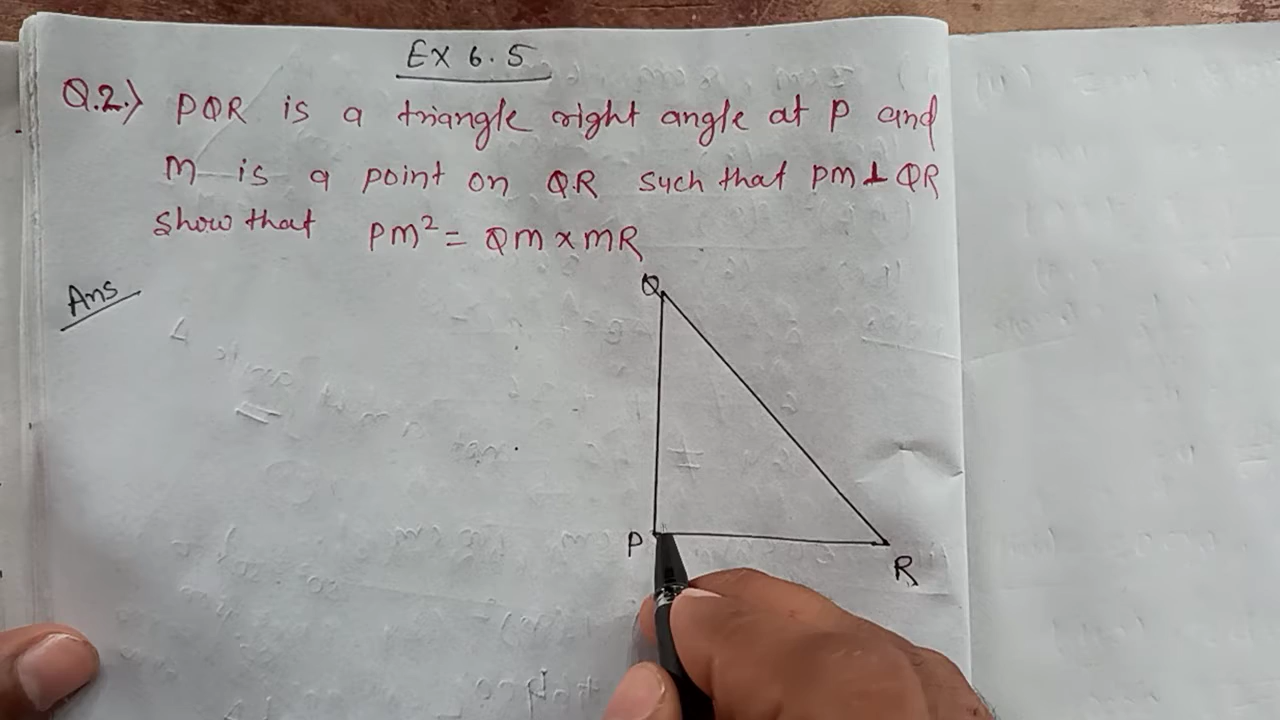 EX 6.5
Q.2.> PQR is a triangle right angle at P and
M is a point on QR such that PM ⊥ QR
show that PM² = QM × MR
Ans
Q
P
R